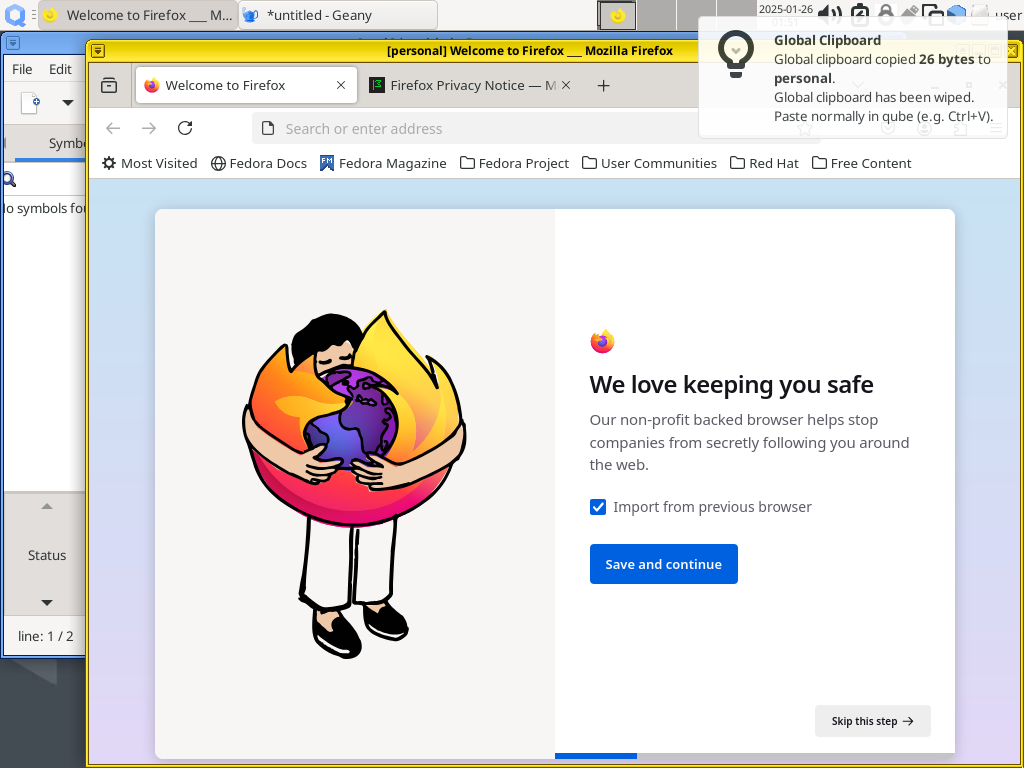 Welcome to Firefox ___ M...
*untitled - Geany
2025-01-26
01:51
user
[personal] Welcome to Firefox ___ Mozilla Firefox
Global Clipboard
Global clipboard copied 26 bytes to
personal.
Global clipboard has been wiped.
Paste normally in qube (e.g. Ctrl+V).
File Edit
Welcome to Firefox
Firefox Privacy Notice — M
Search or enter address
Symbo
Most Visited
Fedora Docs
Fedora Magazine
Fedora Project
User Communities
Red Hat
Free Content
lo symbols fou
We love keeping you safe
Our non-profit backed browser helps stop
companies from secretly following you around
the web.
Import from previous browser
Save and continue
Status
line: 1 / 2
Skip this step